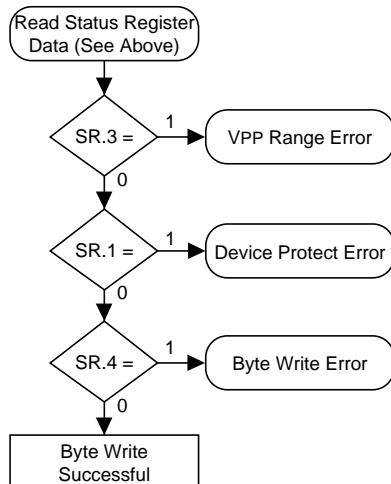 Read Status Register
Data (See Above)
SR.3 =
1
VPP Range Error
0
SR.1 =
1
Device Protect Error
0
SR.4 =
1
Byte Write Error
0
Byte Write
Successful